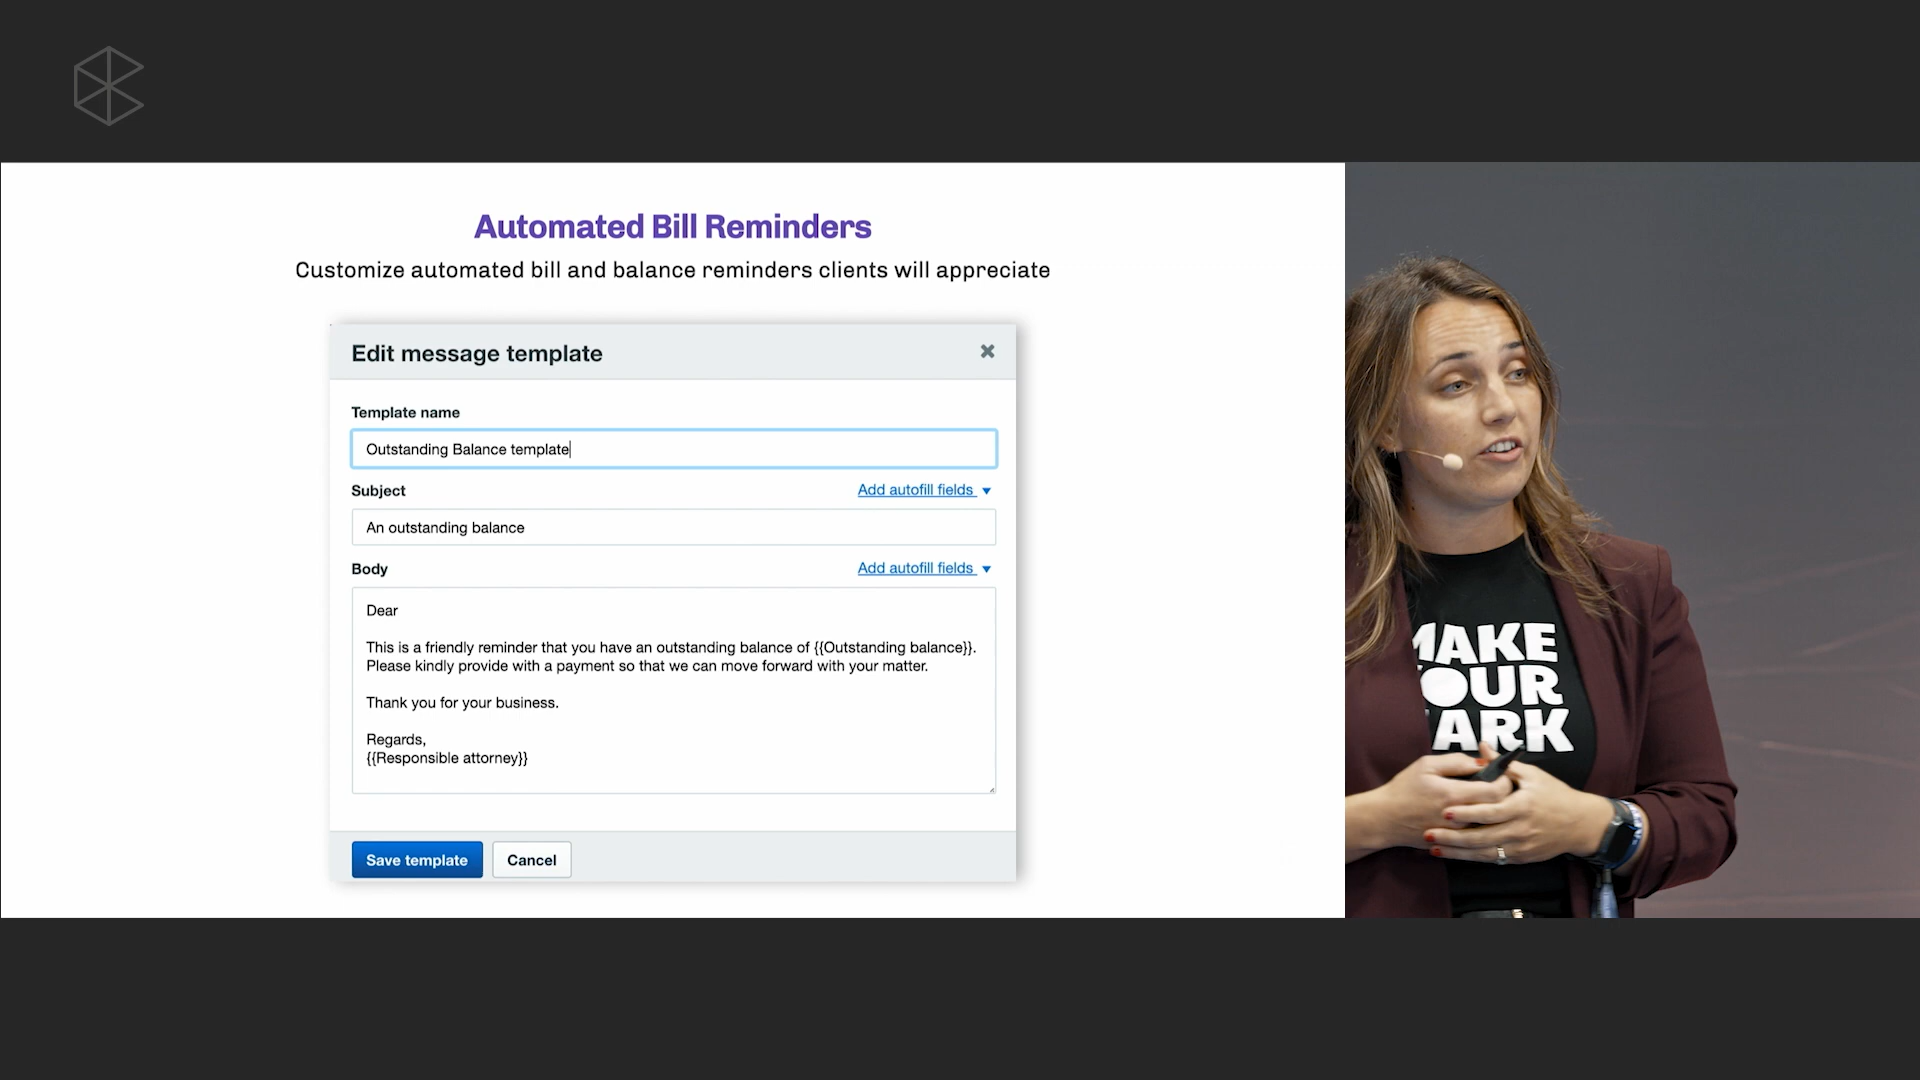 Automated Bill Reminders
Customize automated bill and balance reminders clients will appreciate
Edit message template
Template name
Outstanding Balance template
Subject
Add autofill fields
An outstanding balance
Body
Add autofill fields
Dear
This is a friendly reminder that you have an outstanding balance of {{Outstanding balance}}.
Please kindly provide with a payment so that we can move forward with your matter.
Thank you for your business.
Regards,
{{Responsible attorney}}
Save template
Cancel
MAKE
YOUR
MARK